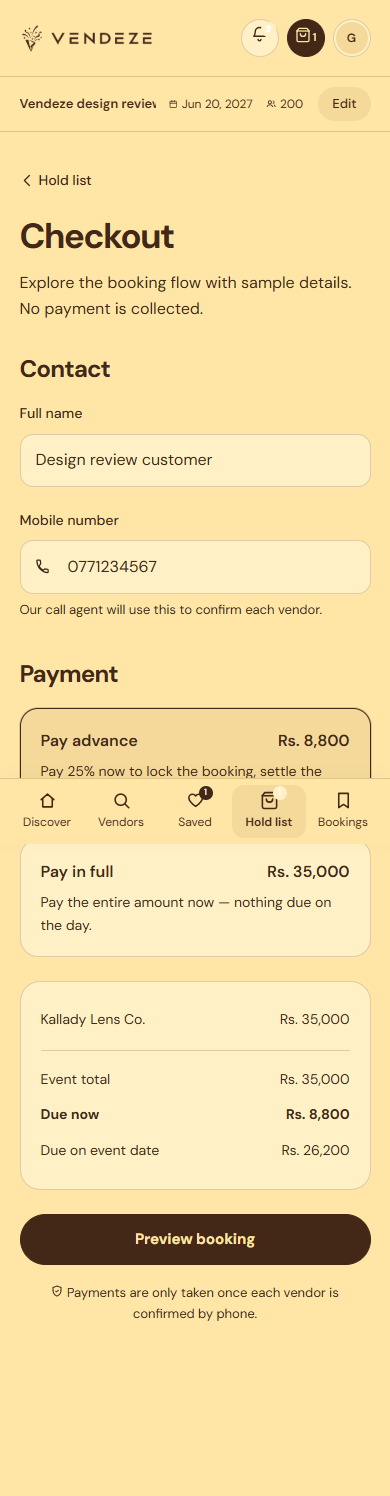 VENDEZE
1
G
Vendeze design review Jun 20, 2027 200 Edit
Hold list
Checkout
Explore the booking flow with sample details.
No payment is collected.
Contact
Full name
Design review customer
Mobile number
0771234567
Our call agent will use this to confirm each vendor.
Payment
Pay advance Rs. 8,800
Pay 25% now to lock the booking, settle the
1
Discover Vendors Saved Hold list Bookings
Pay in full Rs. 35,000
Pay the entire amount now — nothing due on
the day.
Kallady Lens Co. Rs. 35,000
Event total Rs. 35,000
Due now Rs. 8,800
Due on event date Rs. 26,200
Preview booking
Payments are only taken once each vendor is
confirmed by phone.